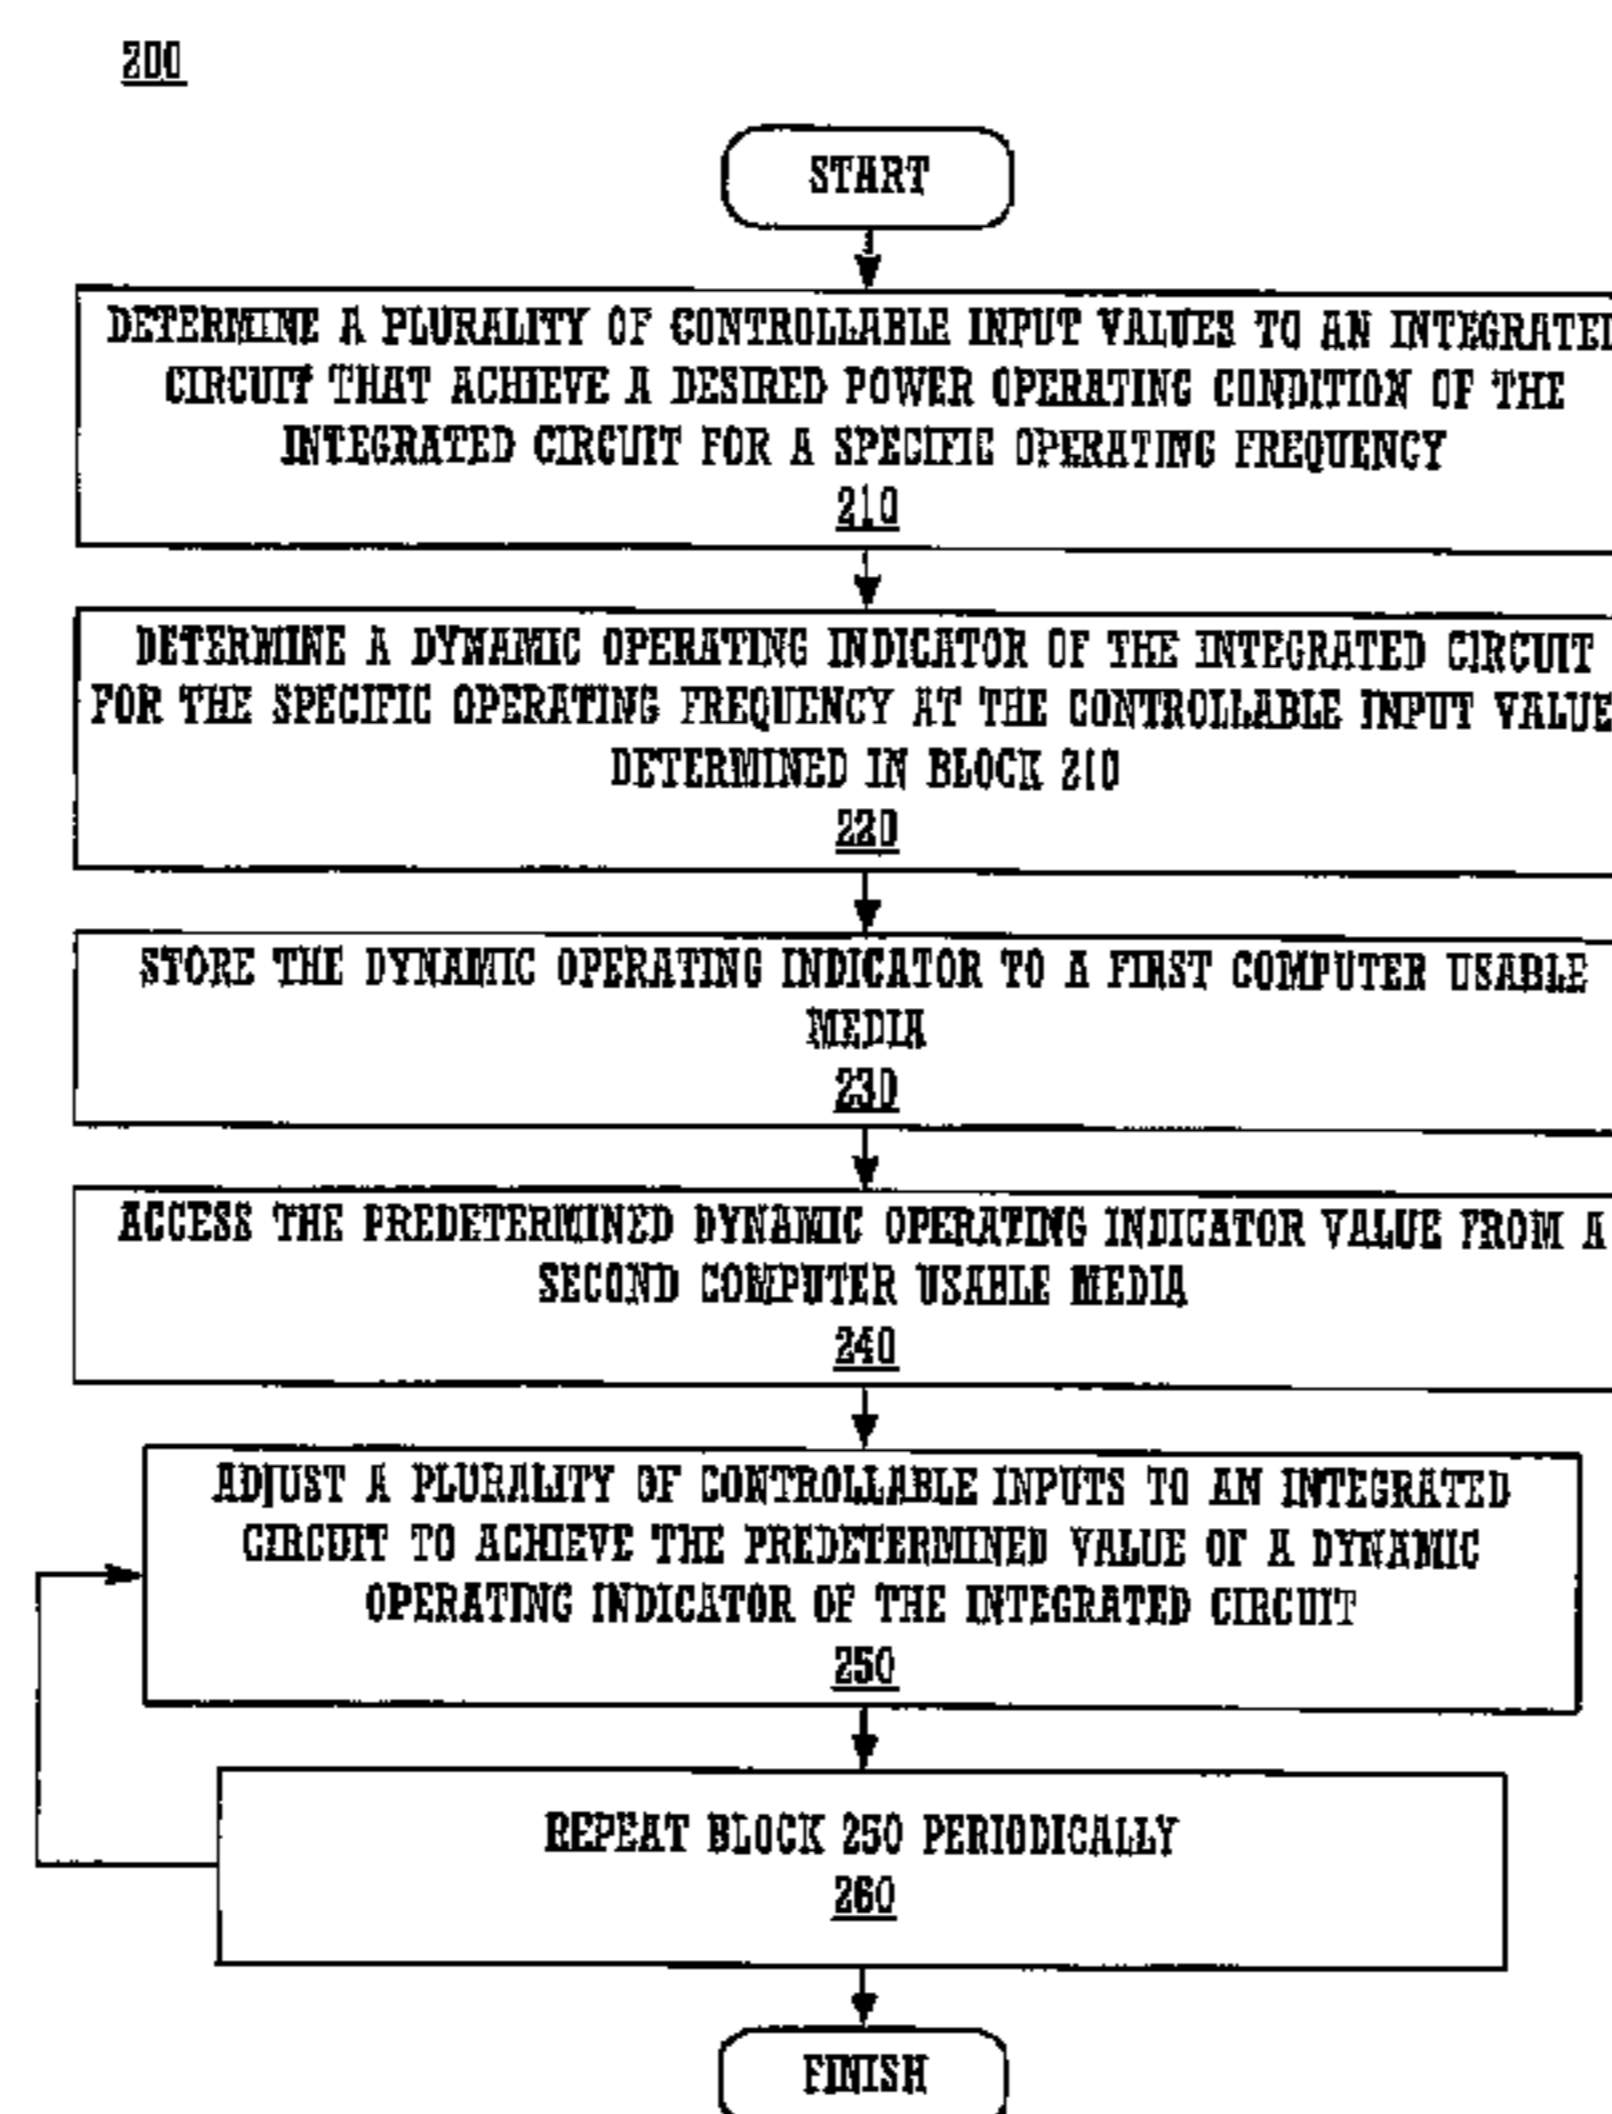 200
START
DETERMINE A PLURALITY OF CONTROLLABLE INPUT VALUES TO AN INTEGRATED
CIRCUIT THAT ACHIEVE A DESIRED POWER OPERATING CONDITION OF THE
INTEGRATED CIRCUIT FOR A SPECIFIC OPERATING FREQUENCY
210
DETERMINE A DYNAMIC OPERATING INDICATOR OF THE INTEGRATED CIRCUIT
FOR THE SPECIFIC OPERATING FREQUENCY AT THE CONTROLLABLE INPUT VALUE
DETERMINED IN BLOCK 210
220
STORE THE DYNAMIC OPERATING INDICATOR TO A FIRST COMPUTER USABLE
MEDIA
230
ACCESS THE PREDETERMINED DYNAMIC OPERATING INDICATOR VALUE FROM A
SECOND COMPUTER USABLE MEDIA
240
ADJUST A PLURALITY OF CONTROLLABLE INPUTS TO AN INTEGRATED
CIRCUIT TO ACHIEVE THE PREDETERMINED VALUE OF A DYNAMIC
OPERATING INDICATOR OF THE INTEGRATED CIRCUIT
250
REPEAT BLOCK 250 PERIODICALLY
260
FINISH